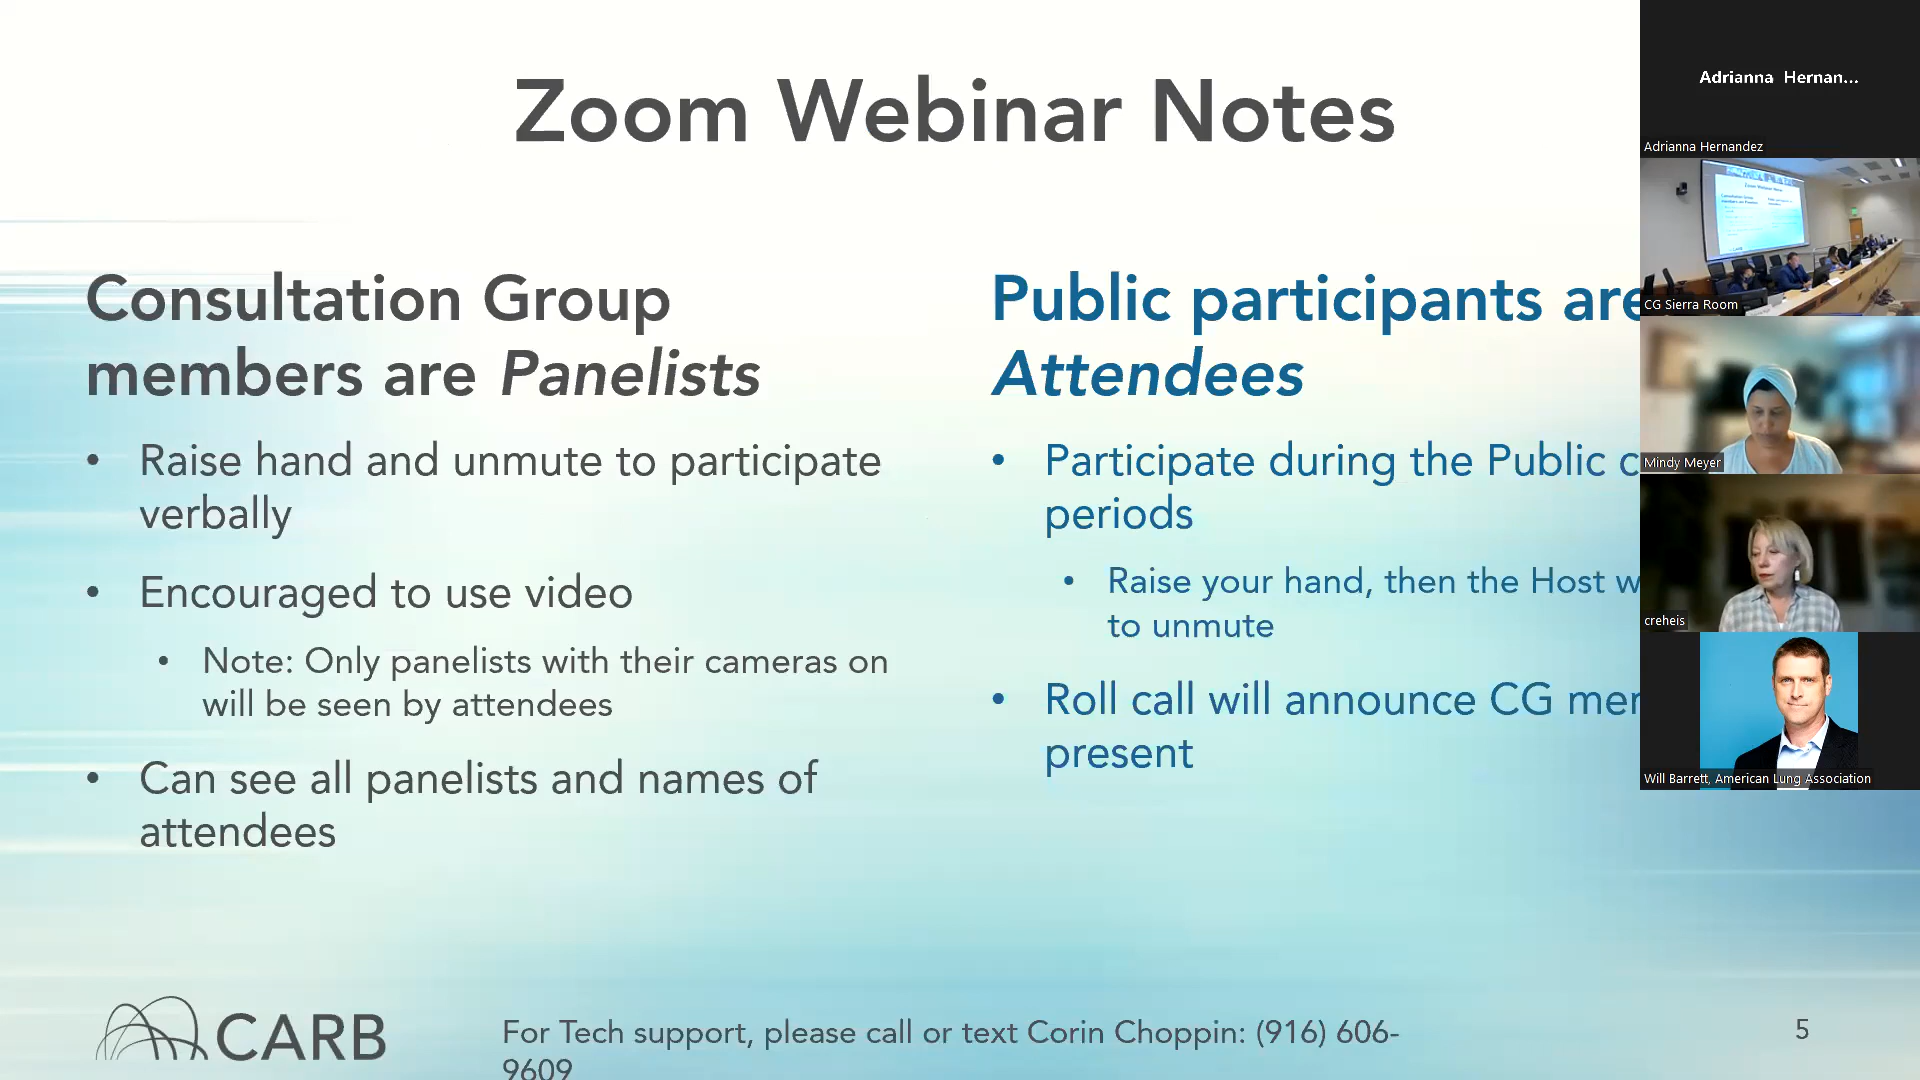 Zoom Webinar Notes
Consultation Group
members are Panelists
• Raise hand and unmute to participate
verbally
• Encouraged to use video
• Note: Only panelists with their cameras on
will be seen by attendees
• Can see all panelists and names of
attendees
Public participants are
Attendees
• Participate during the Public c
periods
• Raise your hand, then the Host w
to unmute
• Roll call will announce CG mem
present
CARB
For Tech support, please call or text Corin Choppin: (916) 606-
9609
5
Adrianna Hernan...
Adrianna Hernandez
CG Sierra Room
Mindy Meyer
creheis
Will Barrett, American Lung Association